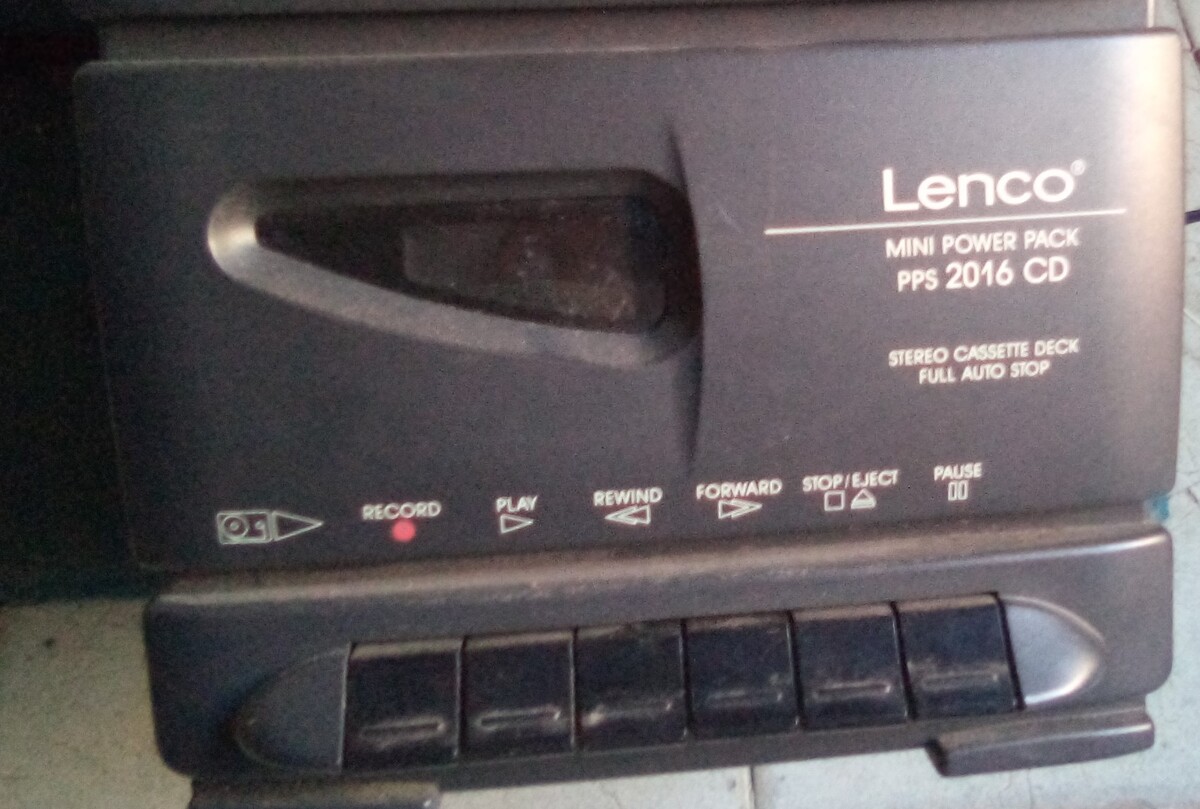 Lenco®
MINI POWER PACK
PPS 2016 CD
STEREO CASSETTE DECK
FULL AUTO STOP
RECORD PLAY REWIND FORWARD STOP/EJECT PAUSE